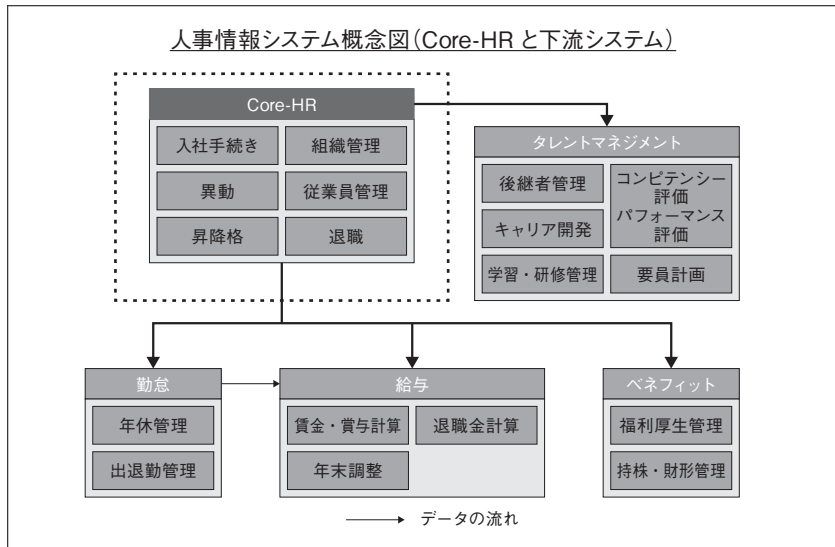 人事情報システム概念図(Core-HR と下流システム)
Core-HR
入社手続き
組織管理
異動
従業員管理
昇降格
退職
タレントマネジメント
後継者管理
コンピテンシー
評価
パフォーマンス
評価
キャリア開発
学習・研修管理
要員計画
勤怠
年休管理
出退勤管理
給与
賃金・賞与計算
退職金計算
年末調整
ベネフィット
福利厚生管理
持株・財形管理
データの流れ